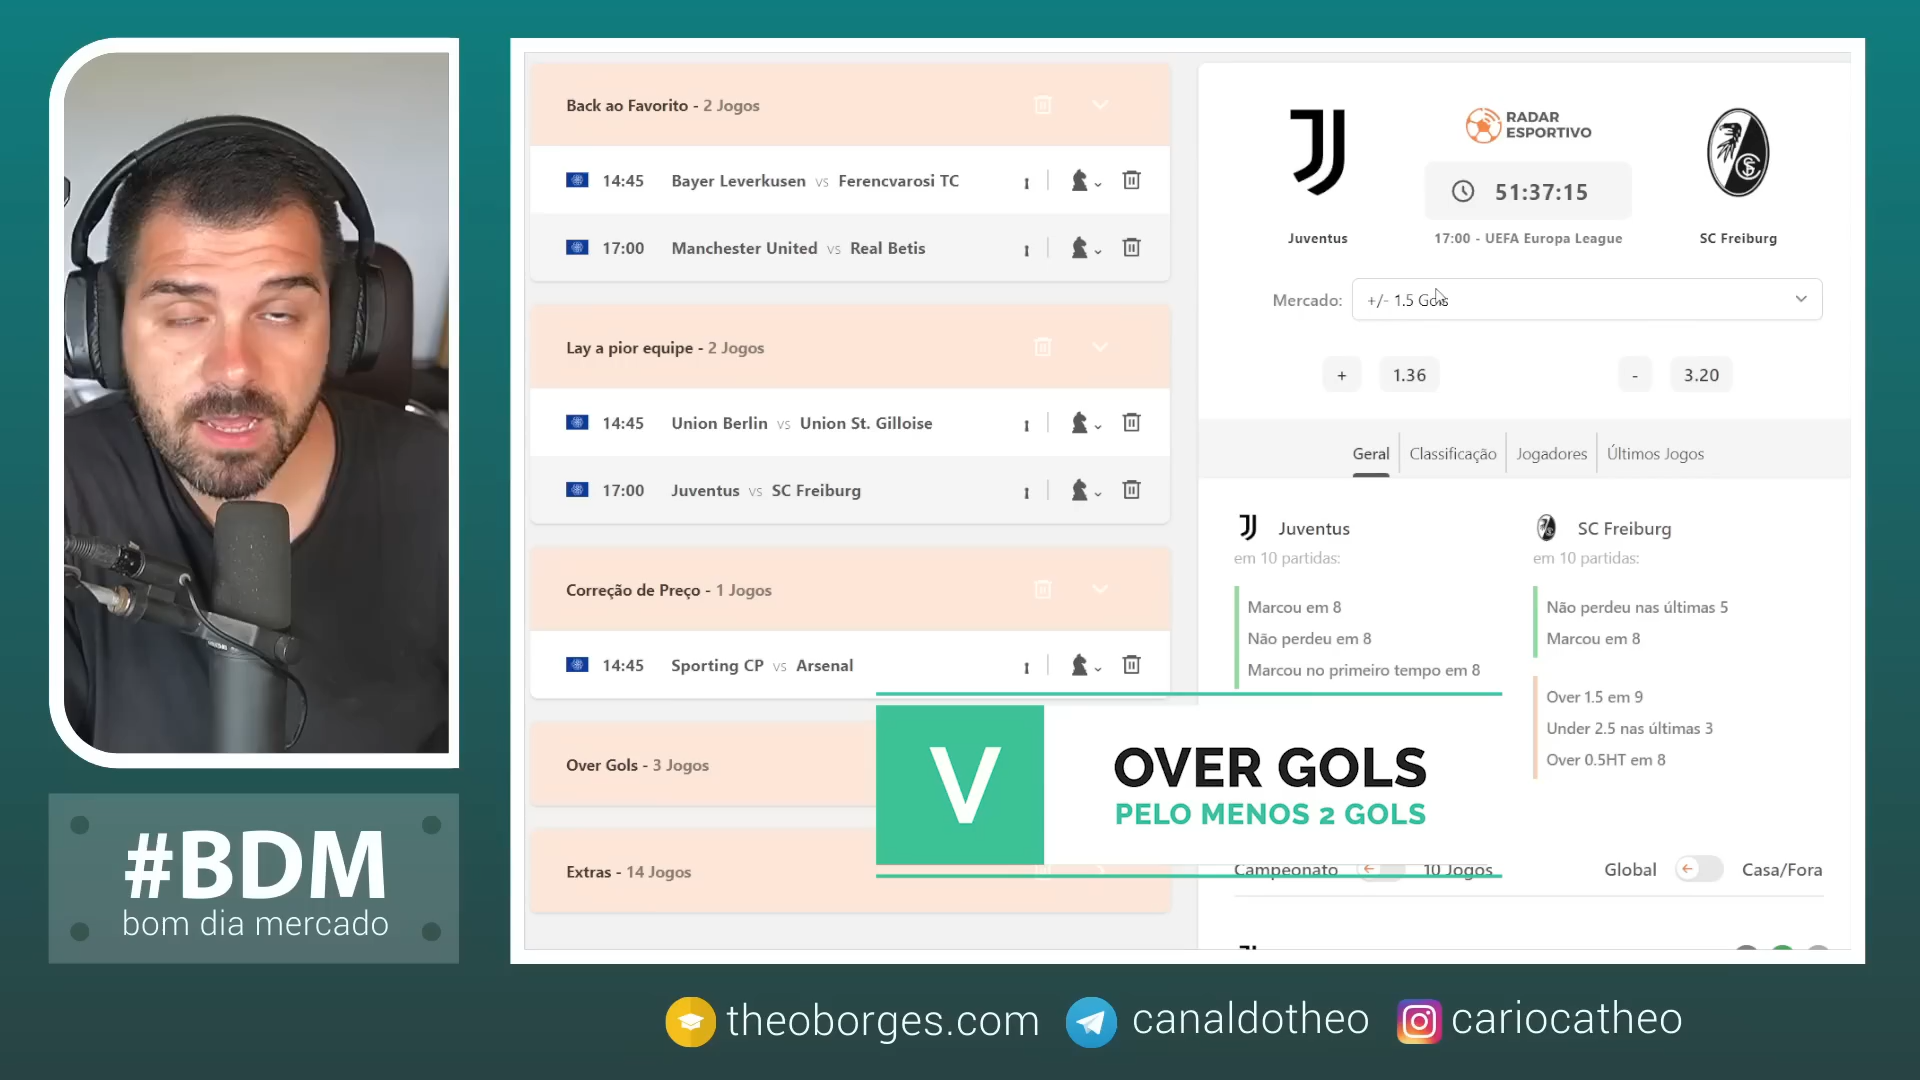 Back ao Favorito - 2 Jogos
14:45 Bayer Leverkusen vs Ferencvarosi TC
17:00 Manchester United vs Real Betis
Lay a pior equipe - 2 Jogos
14:45 Union Berlin vs Union St. Gilloise
17:00 Juventus vs SC Freiburg
Correção de Preço - 1 Jogos
14:45 Sporting CP vs Arsenal
Over Gols - 3 Jogos
Extras - 14 Jogos
RADAR
ESPORTIVO
51:37:15
Juventus
17:00 - UEFA Europa League
SC Freiburg
Mercado: +/- 1.5 Gols
+ 1.36 - 3.20
Geral Classificação Jogadores Últimos Jogos
Juventus
em 10 partidas:
Marcou em 8
Não perdeu em 8
Marcou no primeiro tempo em 8
SC Freiburg
em 10 partidas:
Não perdeu nas últimas 5
Marcou em 8
Over 1.5 em 9
Under 2.5 nas últimas 3
Over 0.5HT em 8
V
OVER GOLS
PELO MENOS 2 GOLS
Campeonato 10 Jogos Global Casa/Fora
#BDM
bom dia mercado
theoborges.com canaldotheo cariocatheo